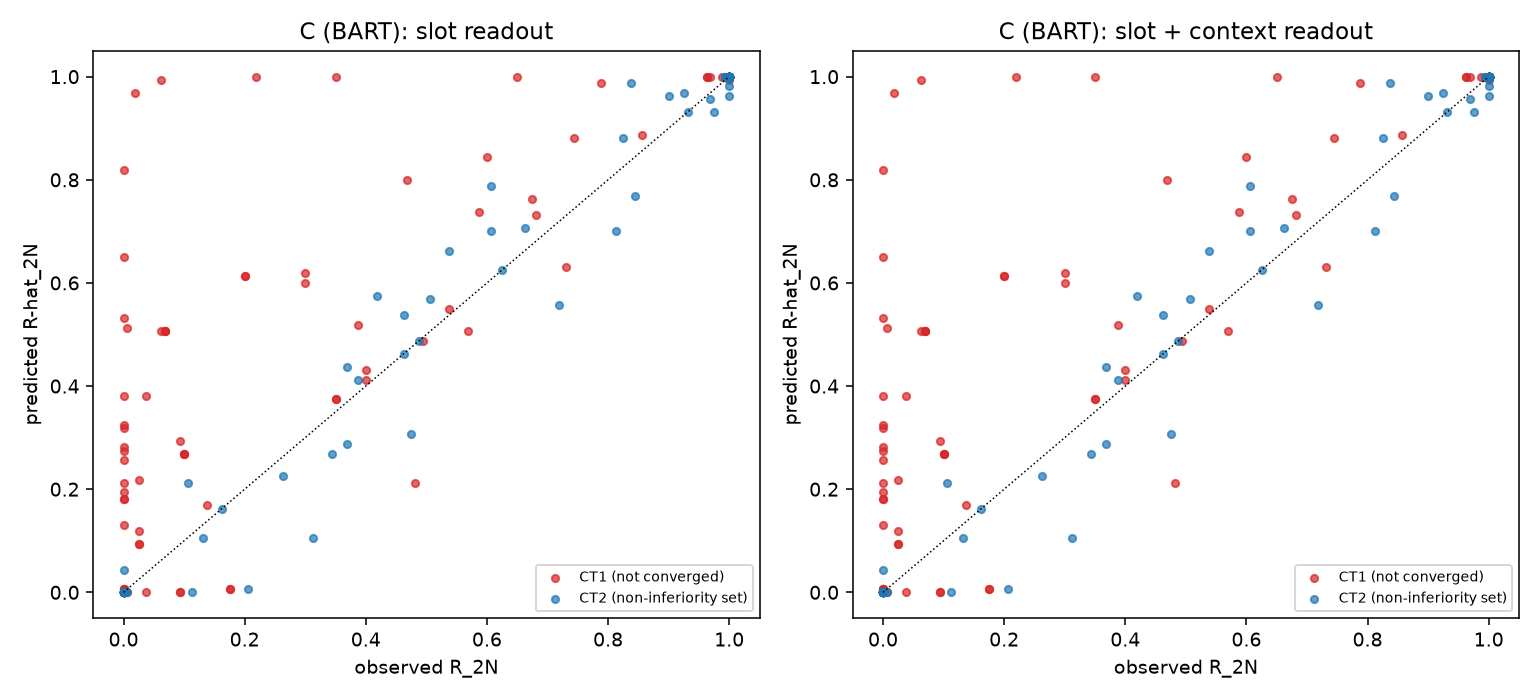 C (BART): slot readout
predicted R-hat_2N
1.0
0.8
0.6
0.4
0.2
0.0
0.0 0.2 0.4 0.6 0.8 1.0
observed R_2N
CT1 (not converged)
CT2 (non-inferiority set)
C (BART): slot + context readout
predicted R-hat_2N
1.0
0.8
0.6
0.4
0.2
0.0
0.0 0.2 0.4 0.6 0.8 1.0
observed R_2N
CT1 (not converged)
CT2 (non-inferiority set)